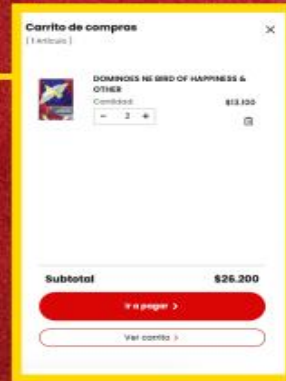 Carrito de compras
[ 1 Artículo ]
DOMINOES NE BIRD OF HAPPINESS &
OTHER
Cantidad: $13.100
- 2 +
Subtotal $26.200
Ir a pagar >
Ver carrito >